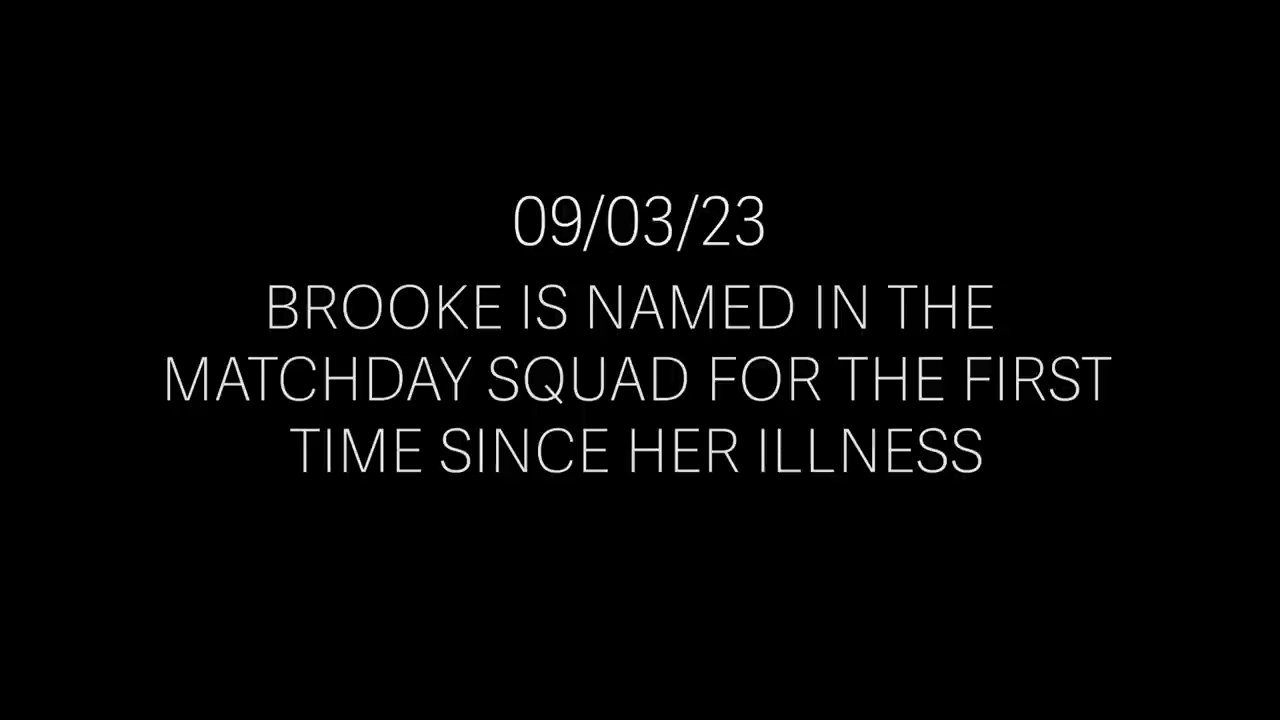 09/03/23
BROOKE IS NAMED IN THE
MATCHDAY SQUAD FOR THE FIRST
TIME SINCE HER ILLNESS